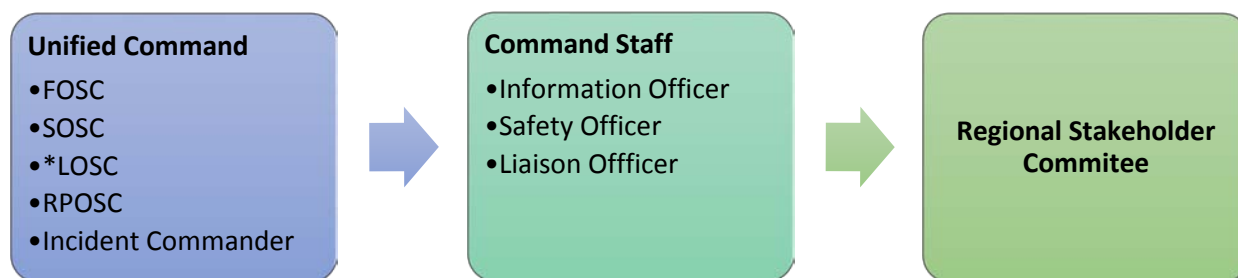 Unified Command
•FOSC
•SOSC
•*LOSC
•RPOSC
•Incident Commander
Command Staff
•Information Officer
•Safety Officer
•Liaison Offficer
Regional Stakeholder
Commitee